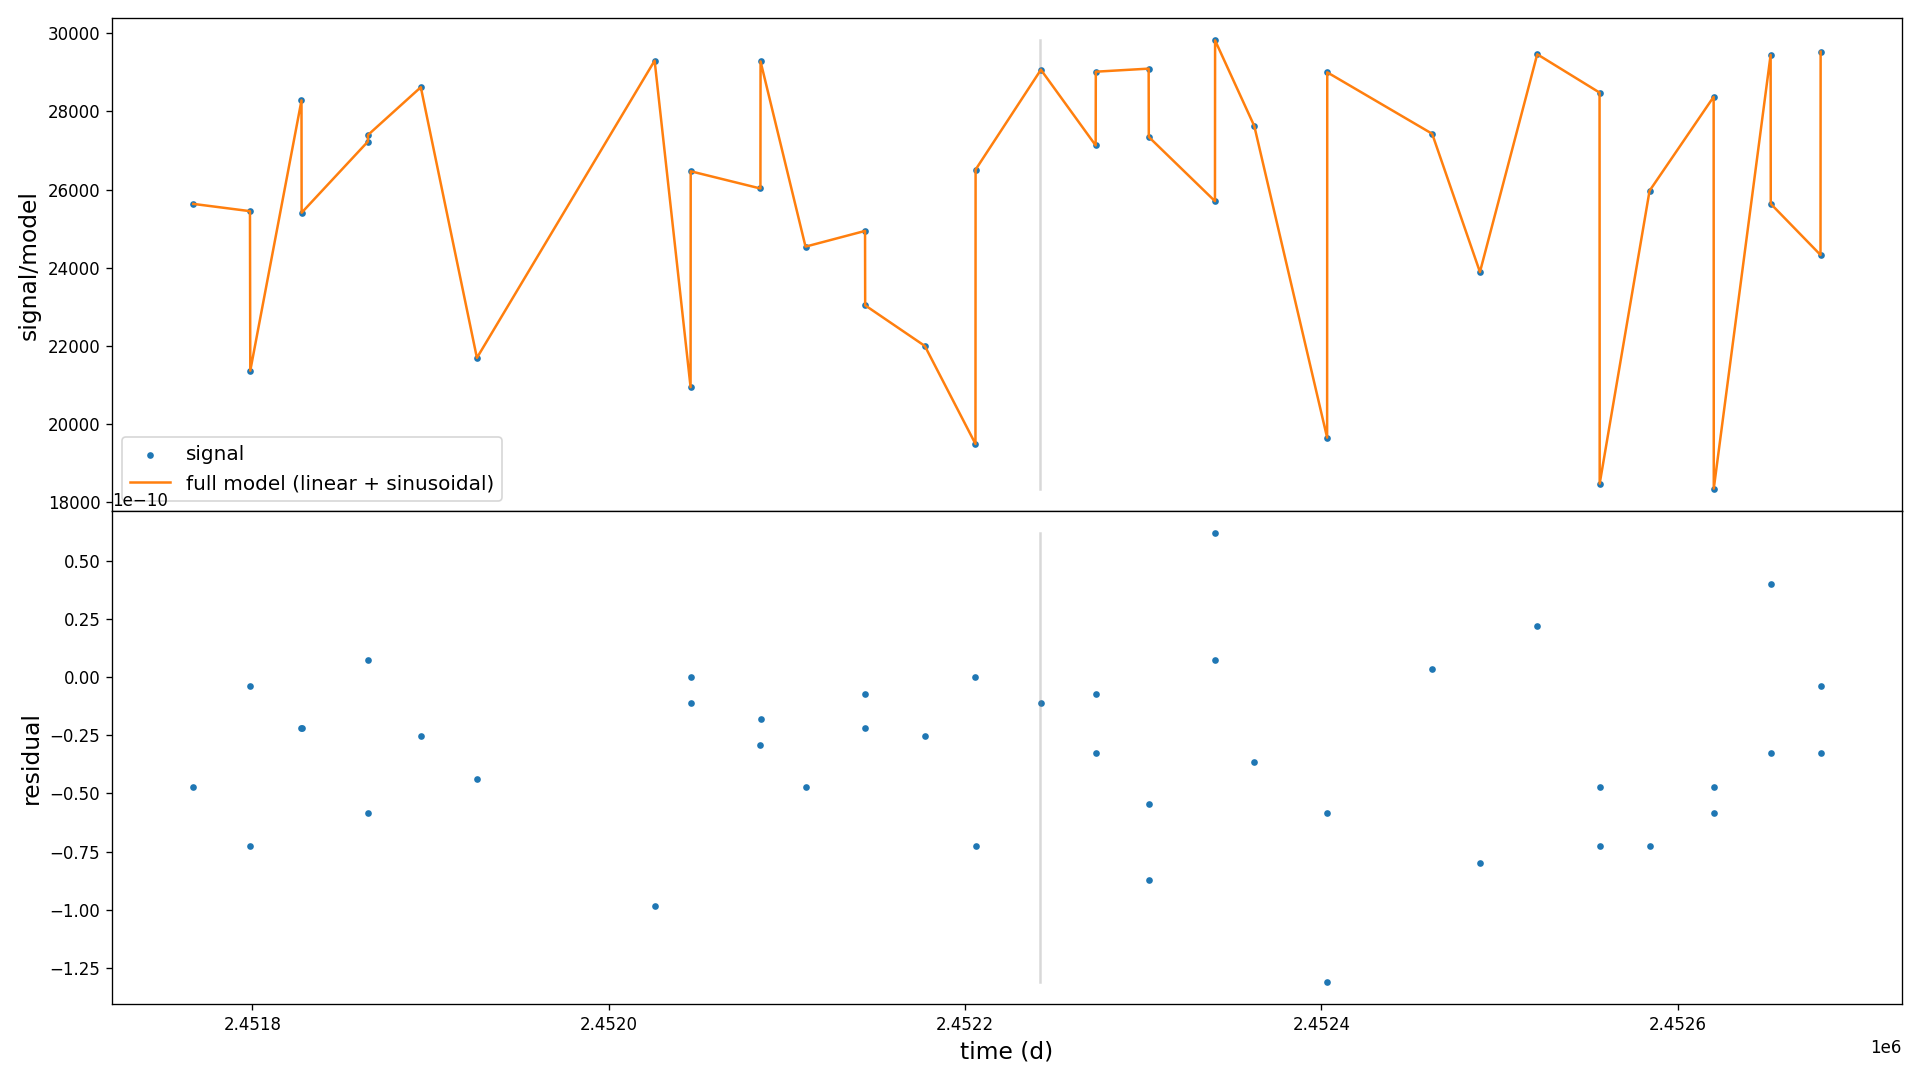 30000
28000
26000
24000
22000
20000
18000
signal/model
signal
full model (linear + sinusoidal)
1e−10
0.50
0.25
0.00
−0.25
−0.50
−0.75
−1.00
−1.25
residual
2.4518
2.4520
2.4522
2.4524
2.4526
time (d)
1e6